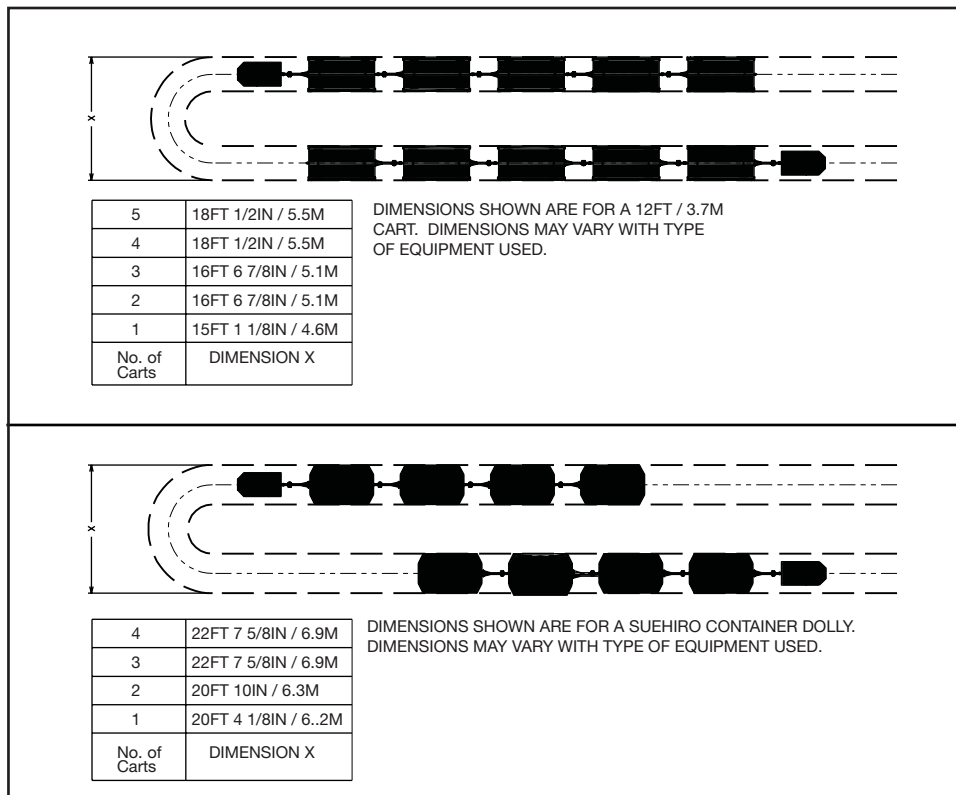 X
5 18FT 1/2IN / 5.5M
4 18FT 1/2IN / 5.5M
3 16FT 6 7/8IN / 5.1M
2 16FT 6 7/8IN / 5.1M
1 15FT 1 1/8IN / 4.6M
No. of DIMENSION X
Carts
DIMENSIONS SHOWN ARE FOR A 12FT / 3.7M
CART. DIMENSIONS MAY VARY WITH TYPE
OF EQUIPMENT USED.
X
4 22FT 7 5/8IN / 6.9M
3 22FT 7 5/8IN / 6.9M
2 20FT 10IN / 6.3M
1 20FT 4 1/8IN / 6..2M
No. of DIMENSION X
Carts
DIMENSIONS SHOWN ARE FOR A SUEHIRO CONTAINER DOLLY.
DIMENSIONS MAY VARY WITH TYPE OF EQUIPMENT USED.